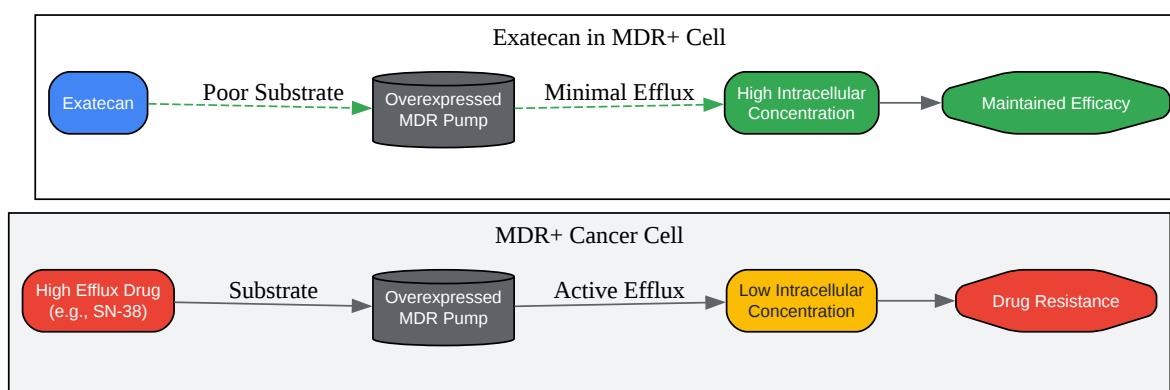 Exatecan in MDR+ Cell
Exatecan
Poor Substrate
Overexpressed
MDR Pump
Minimal Efflux
High Intracellular
Concentration
Maintained Efficacy
MDR+ Cancer Cell
High Efflux Drug
(e.g., SN-38)
Substrate
Overexpressed
MDR Pump
Active Efflux
Low Intracellular
Concentration
Drug Resistance